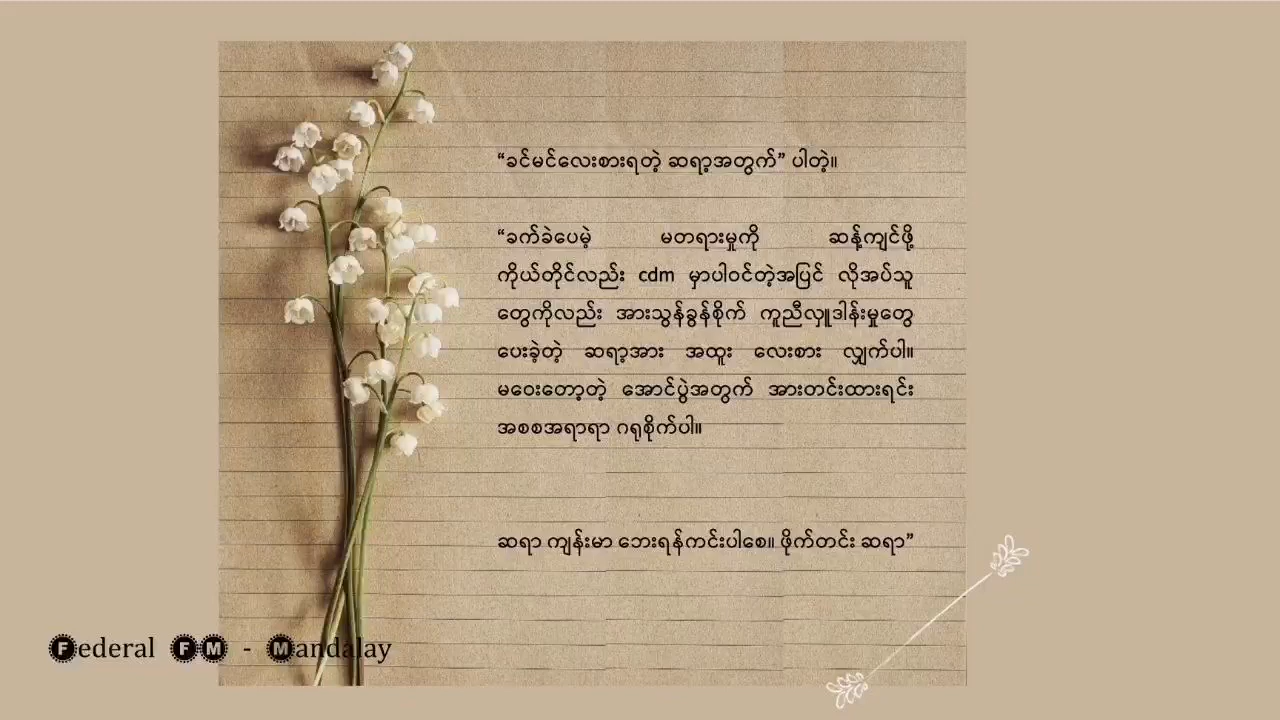 “ခင်မင်လေးစားရတဲ့ ဆရာ့အတွက်” ပါတဲ့။
“ခက်ခဲပေမဲ့ မတရားမှုကို ဆန့်ကျင်ဖို့
ကိုယ်တိုင်လည်း cdm မှာပါဝင်တဲ့အပြင် လိုအပ်သူ
တွေကိုလည်း အားသွန်ခွန်စိုက် ကူညီလှူဒါန်းမှုတွေ
ပေးခဲ့တဲ့ ဆရာ့အား အထူး လေးစား လျှက်ပါ။
မဝေးတော့တဲ့ အောင်ပွဲအတွက် အားတင်းထားရင်း
အစစအရာရာ ဂရုစိုက်ပါ။
ဆရာ ကျန်းမာ ဘေးရန်ကင်းပါစေ။ ဖိုက်တင်း ဆရာ”
Federal FM - Mandalay